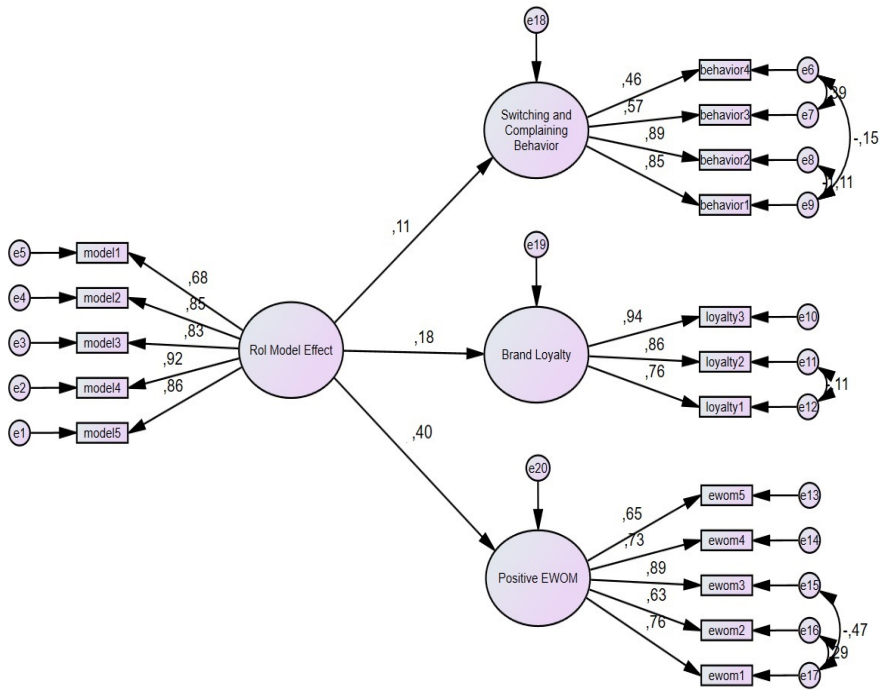 e18
behavior4
e6
,46
,57
behavior3
e7
-,15
Switching and
Complaining
Behavior
,89
behavior2
e8
,85
behavior1
e9
,11
e19
e5
model1
,68
e4
model2
,85
e3
model3
,83
Rol Model Effect
e2
model4
,92
e1
model5
,86
,18
Brand Loyalty
,94
loyalty3
e10
,86
loyalty2
e11
,76
loyalty1
e12
11
,40
e20
Positive EWOM
,65
ewom5
e13
,73
ewom4
e14
,89
ewom3
e15
,63
ewom2
e16
-,47
29
,76
ewom1
e17